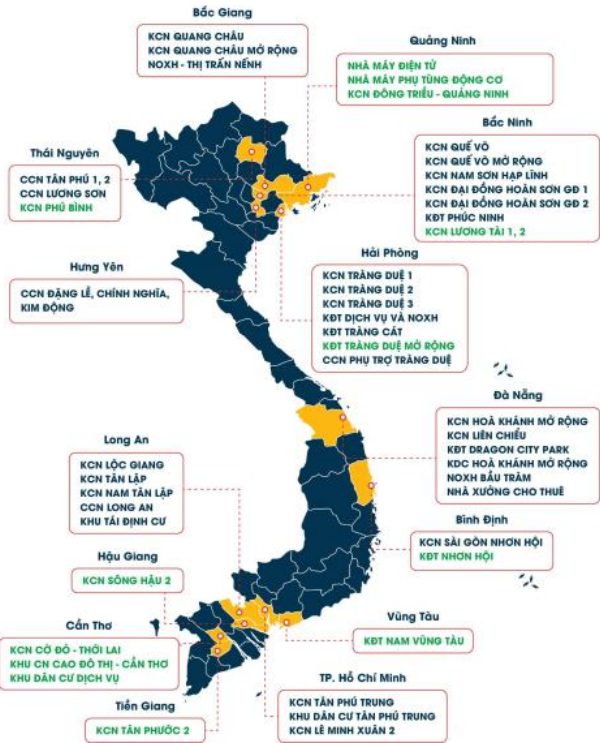 Bắc Giang
KCN QUANG CHÂU
KCN QUANG CHÂU MỞ RỘNG
NOXH - THỊ TRẤN NẾNH
Quảng Ninh
NHÀ MÁY ĐIỆN TỬ
NHÀ MÁY PHỤ TÙNG ĐỘNG CƠ
KCN ĐÔNG TRIỀU - QUẢNG NINH
Bắc Ninh
KCN QUẾ VÕ
KCN QUẾ VÕ MỞ RỘNG
KCN NAM SƠN HẠP LĨNH
KCN ĐẠI ĐỒNG HOÀN SƠN GĐ 1
KCN ĐẠI ĐỒNG HOÀN SƠN GĐ 2
KĐT PHÚC NINH
KCN LƯƠNG TÀI 1, 2
Thái Nguyên
CCN TÂN PHÚ 1, 2
CCN LƯƠNG SƠN
KCN PHÚ BÌNH
Hưng Yên
CCN ĐẶNG LỄ, CHÍNH NGHĨA,
KIM ĐỘNG
Hải Phòng
KCN TRÀNG DUỆ 1
KCN TRÀNG DUỆ 2
KCN TRÀNG DUỆ 3
KĐT DỊCH VỤ VÀ NOXH
KĐT TRÀNG CÁT
KĐT TRÀNG DUỆ MỞ RỘNG
CCN PHỤ TRỢ TRÀNG DUỆ
Đà Nẵng
KCN HOÀ KHÁNH MỞ RỘNG
KCN LIÊN CHIỂU
KĐT DRAGON CITY PARK
KDC HOÀ KHÁNH MỞ RỘNG
NOXH BẦU TRÀM
NHÀ XƯỞNG CHO THUÊ
Long An
KCN LỘC GIANG
KCN TÂN LẬP
KCN NAM TÂN LẬP
CCN LONG AN
KHU TÁI ĐỊNH CƯ
Bình Định
KCN SÀI GÒN NHƠN HỘI
KĐT NHƠN HỘI
Hậu Giang
KCN SÔNG HẬU 2
Cần Thơ
KCN CỜ ĐỎ - THỚI LAI
KHU CN CAO ĐÔ THỊ - CẦN THƠ
KHU DÂN CƯ DỊCH VỤ
Vũng Tàu
KĐT NAM VŨNG TÀU
TP. Hồ Chí Minh
KCN TÂN PHÚ TRUNG
KHU DÂN CƯ TÂN PHÚ TRUNG
KCN LÊ MINH XUÂN 2
Tiền Giang
KCN TÂN PHƯỚC 2